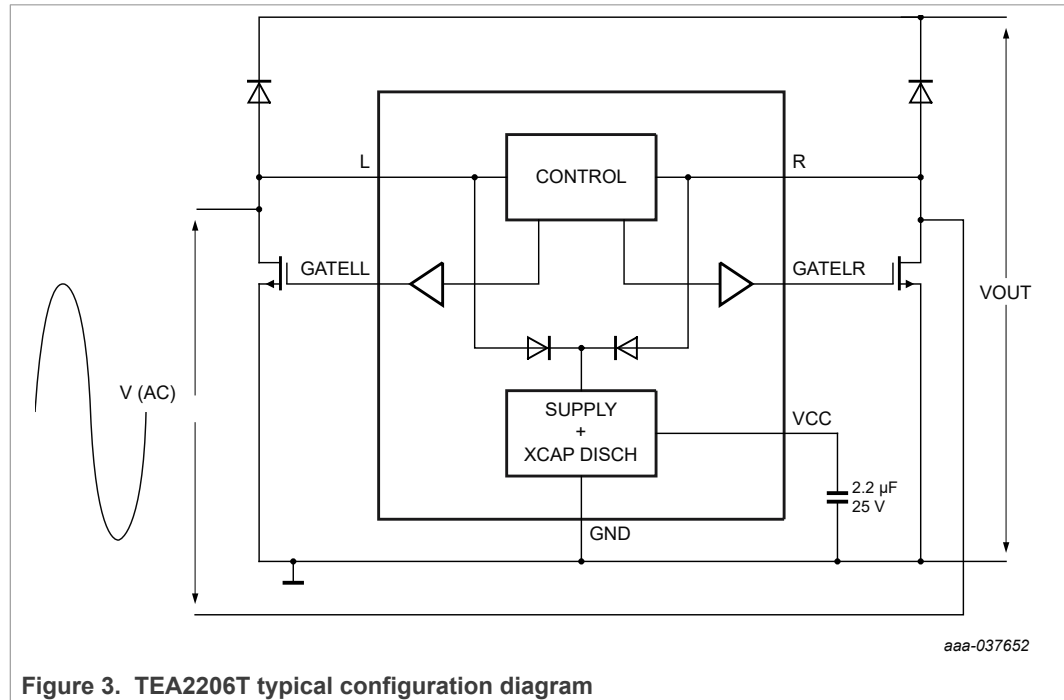 L
CONTROL
R
GATELL
GATELR
VOUT
V (AC)
SUPPLY
+
XCAP DISCH
VCC
2.2 µF
25 V
GND
aaa-037652
Figure 3. TEA2206T typical configuration diagram